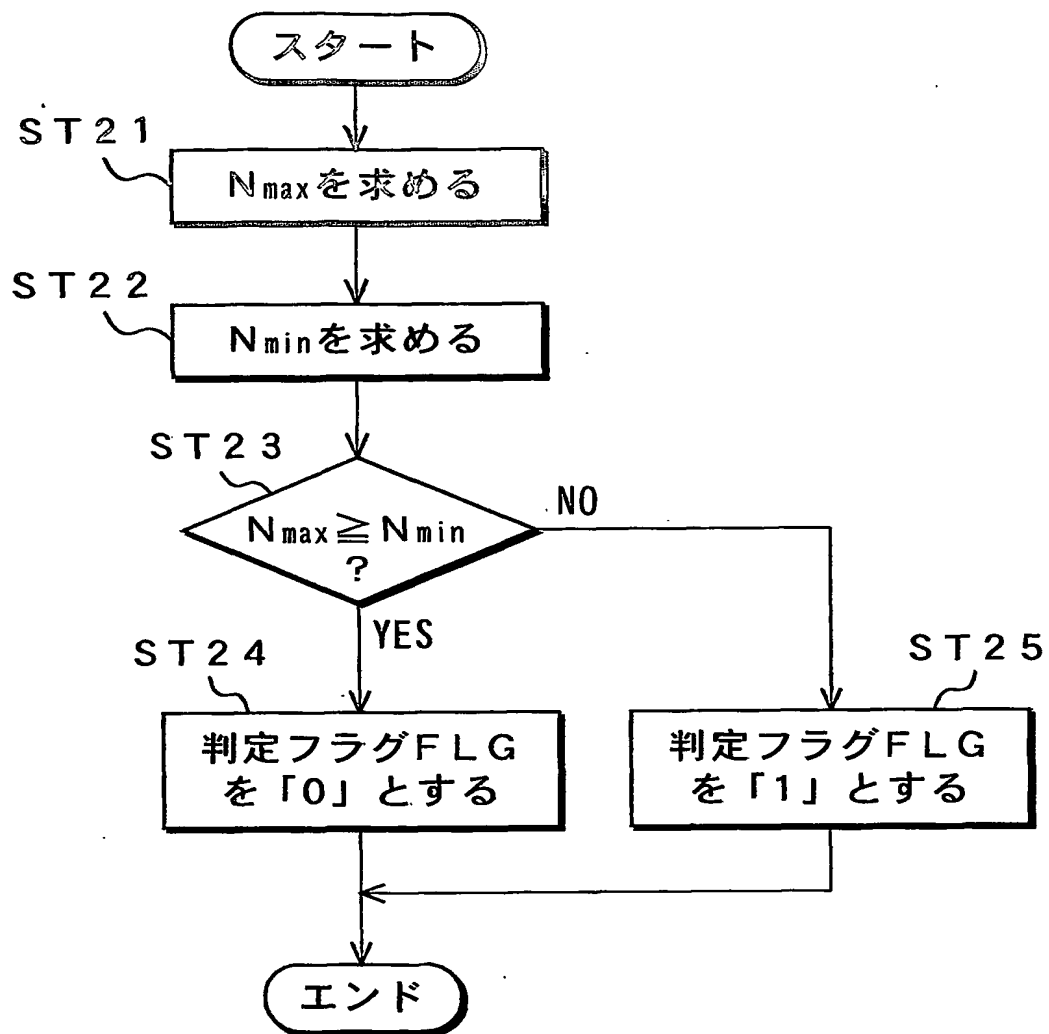 スタート
ST21
Nmaxを求める
ST22
Nminを求める
ST23
Nmax≧Nmin
?
NO
YES
ST24
判定フラグFLG
を「0」とする
ST25
判定フラグFLG
を「1」とする
エンド